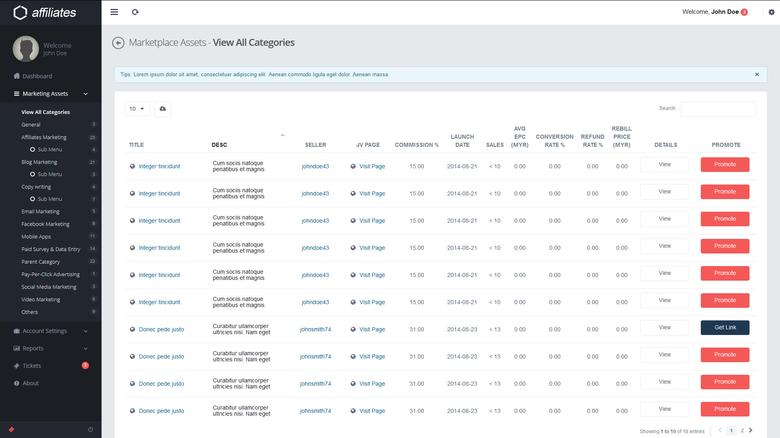 affiliates
Welcome, John Doe 3
Welcome
John Doe
Marketplace Assets - View All Categories
Dashboard
Marketing Assets
View All Categories
General 3
Affiliates Marketing 23
Sub Menu 4
Blog Marketing 21
Sub Menu 3
Copy writing 4
Sub Menu 7
Email Marketing 5
Facebook Marketing 9
Mobile Apps 11
Paid Survey & Data Entry 14
Parent Category 22
Pay-Per-Click Advertising 1
Social Media Marketing 3
Video Marketing 6
Others 9
Account Settings
Reports
Tickets
About
Tips: Lorem ipsum dolor sit amet, consectetuer adipiscing elit. Aenean commodo ligula eget dolor. Aenean massa.
10
Search:
TITLE DESC SELLER JV PAGE COMMISSION % LAUNCH DATE SALES AVG EPC (MYR) CONVERSION RATE % REFUND RATE % REBILL PRICE (MYR) DETAILS PROMOTE
Integer tincidunt Cum sociis natoque penatibus et magnis johndoe43 Visit Page 15.00 2014-08-21 < 10 0.00 0.00 0.00 0.00 View Promote
Integer tincidunt Cum sociis natoque penatibus et magnis johndoe43 Visit Page 15.00 2014-08-21 < 10 0.00 0.00 0.00 0.00 View Promote
Integer tincidunt Cum sociis natoque penatibus et magnis johndoe43 Visit Page 15.00 2014-08-21 < 10 0.00 0.00 0.00 0.00 View Promote
Integer tincidunt Cum sociis natoque penatibus et magnis johndoe43 Visit Page 15.00 2014-08-21 < 10 0.00 0.00 0.00 0.00 View Promote
Integer tincidunt Cum sociis natoque penatibus et magnis johndoe43 Visit Page 15.00 2014-08-21 < 10 0.00 0.00 0.00 0.00 View Promote
Integer tincidunt Cum sociis natoque penatibus et magnis johndoe43 Visit Page 15.00 2014-08-21 < 10 0.00 0.00 0.00 0.00 View Promote
Donec pede justo Curabitur ullamcorper ultricies nisi. Nam eget johnsmith74 Visit Page 31.00 2014-08-23 < 13 0.00 0.00 0.00 0.00 View Get Link
Donec pede justo Curabitur ullamcorper ultricies nisi. Nam eget johnsmith74 Visit Page 31.00 2014-08-23 < 13 0.00 0.00 0.00 0.00 View Promote
Donec pede justo Curabitur ullamcorper ultricies nisi. Nam eget johnsmith74 Visit Page 31.00 2014-08-23 < 13 0.00 0.00 0.00 0.00 View Promote
Donec pede justo Curabitur ullamcorper ultricies nisi. Nam eget johnsmith74 Visit Page 31.00 2014-08-23 < 13 0.00 0.00 0.00 0.00 View Promote
Showing 1 to 10 of 18 entries 1 2